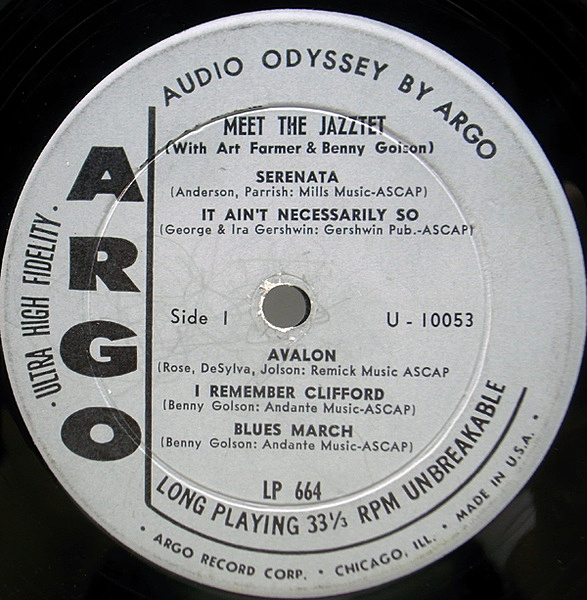 AUDIO ODYSSEY BY ARGO
MEET THE JAZZTET
(With Art Farmer & Benny Golson)
SERENATA
(Anderson, Parrish: Mills Music-ASCAP)
IT AIN'T NECESSARILY SO
(George & Ira Gershwin: Gershwin Pub.-ASCAP)
ARGO
· ULTRA HIGH FIDELITY ·
Side 1
U - 10053
AVALON
(Rose, DeSylva, Jolson: Remick Music ASCAP
I REMEMBER CLIFFORD
(Benny Golson: Andante Music-ASCAP)
BLUES MARCH
(Benny Golson: Andante Music-ASCAP)
LP 664
LONG PLAYING 33⅓ RPM UNBREAKABLE
· ARGO RECORD CORP. · CHICAGO, ILL. · MADE IN U.S.A. ·